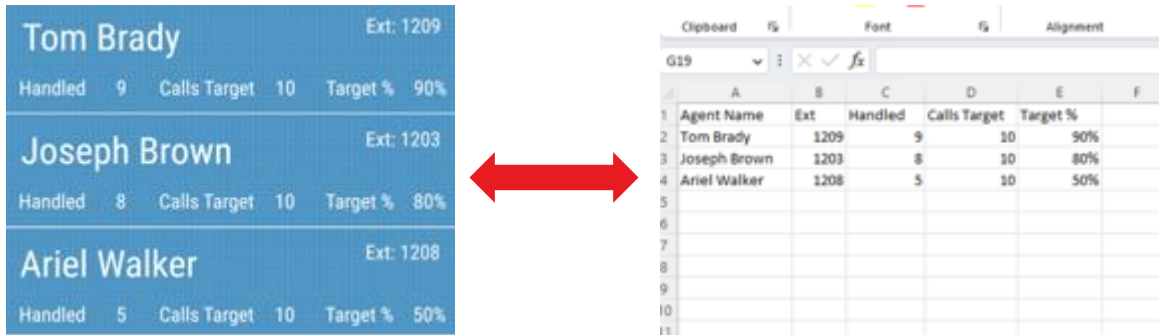 Tom Brady Ext: 1209
Handled 9 Calls Target 10 Target % 90%
Joseph Brown Ext: 1203
Handled 8 Calls Target 10 Target % 80%
Ariel Walker Ext: 1208
Handled 5 Calls Target 10 Target % 50%
Clipboard Font Alignment
G19 fx
A B C D E F
1 Agent Name Ext Handled Calls Target Target %
2 Tom Brady 1209 9 10 90%
3 Joseph Brown 1203 8 10 80%
4 Ariel Walker 1208 5 10 50%
5
6
7
8
9
10
11